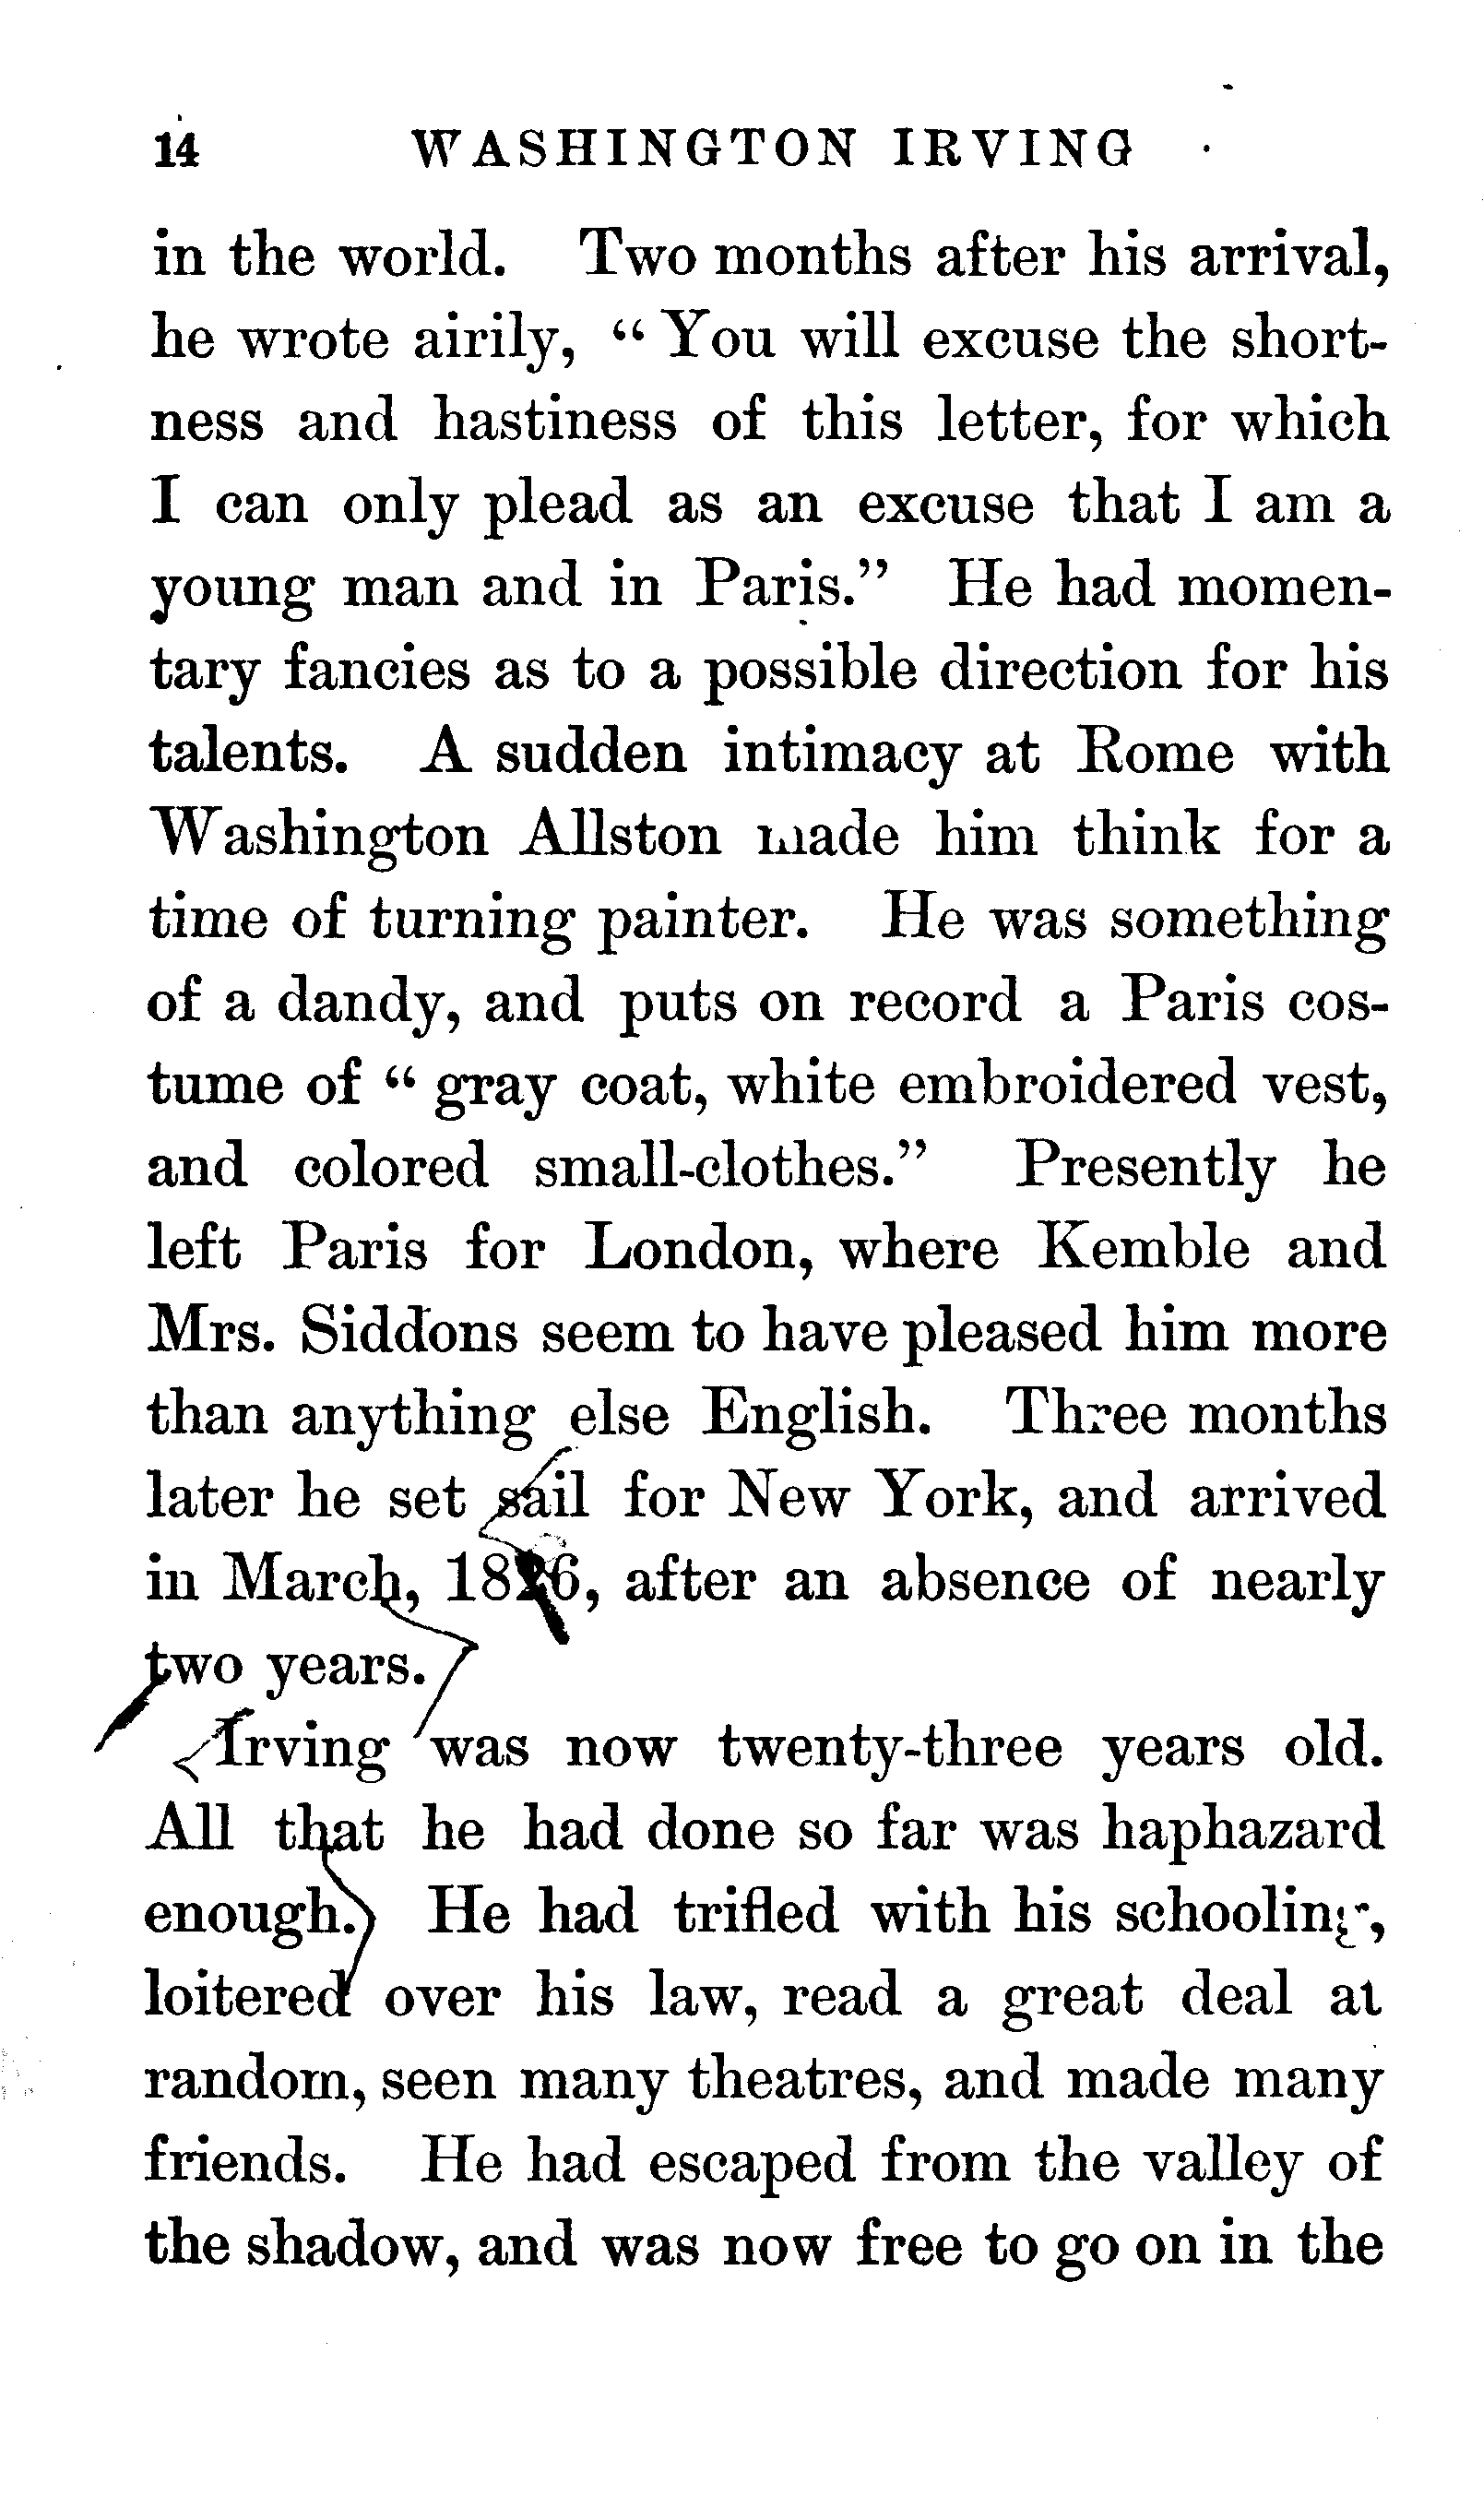 14 WASHINGTON IRVING
in the world. Two months after his arrival,
he wrote airily, “ You will excuse the short-
ness and hastiness of this letter, for which
I can only plead as an excuse that I am a
young man and in Paris.” He had momen-
tary fancies as to a possible direction for his
talents. A sudden intimacy at Rome with
Washington Allston made him think for a
time of turning painter. He was something
of a dandy, and puts on record a Paris cos-
tume of “ gray coat, white embroidered vest,
and colored small-clothes.” Presently he
left Paris for London, where Kemble and
Mrs. Siddons seem to have pleased him more
than anything else English. Three months
later he set sail for New York, and arrived
in March, after an absence of nearly
two years.
Irving was now twenty-three years old.
All that he had done so far was haphazard
enough. He had trifled with his schooling,
loitered over his law, read a great deal at
random, seen many theatres, and made many
friends. He had escaped from the valley of
the shadow, and was now free to go on in the